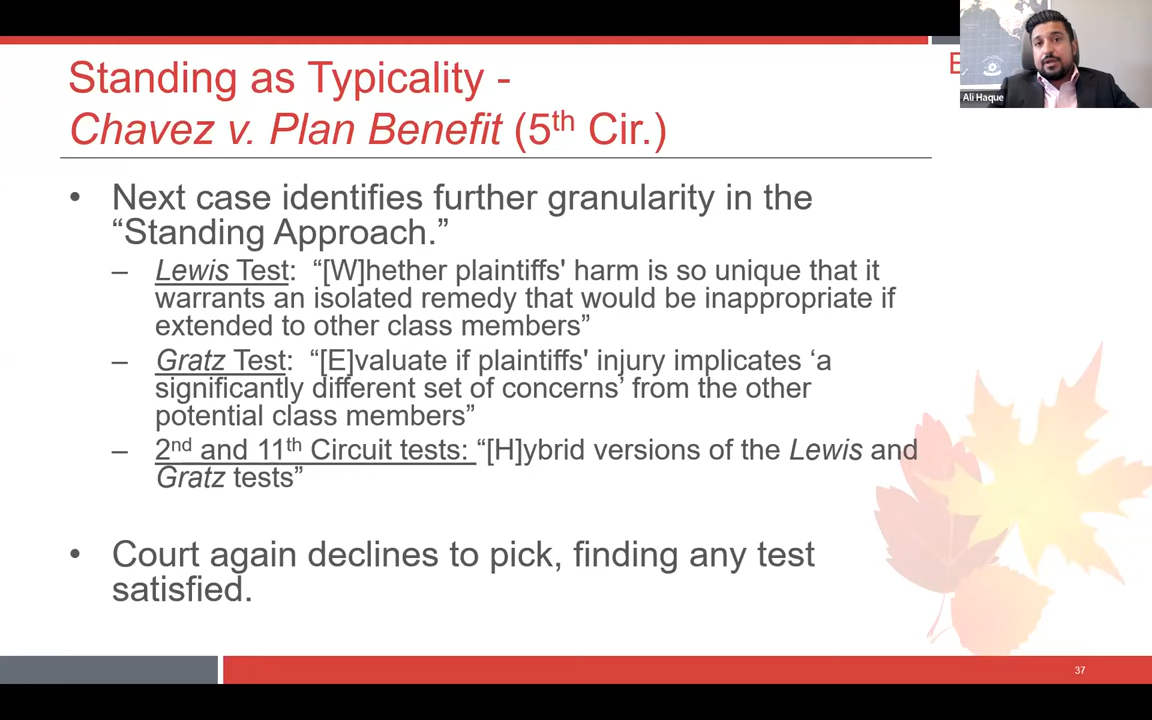 Standing as Typicality -
Chavez v. Plan Benefit (5th Cir.)
E
Ali Haque
• Next case identifies further granularity in the
“Standing Approach.”
– Lewis Test: “[W]hether plaintiffs' harm is so unique that it
warrants an isolated remedy that would be inappropriate if
extended to other class members”
– Gratz Test: “[E]valuate if plaintiffs' injury implicates ‘a
significantly different set of concerns’ from the other
potential class members”
– 2nd and 11th Circuit tests: “[H]ybrid versions of the Lewis and
Gratz tests”
• Court again declines to pick, finding any test
satisfied.
37